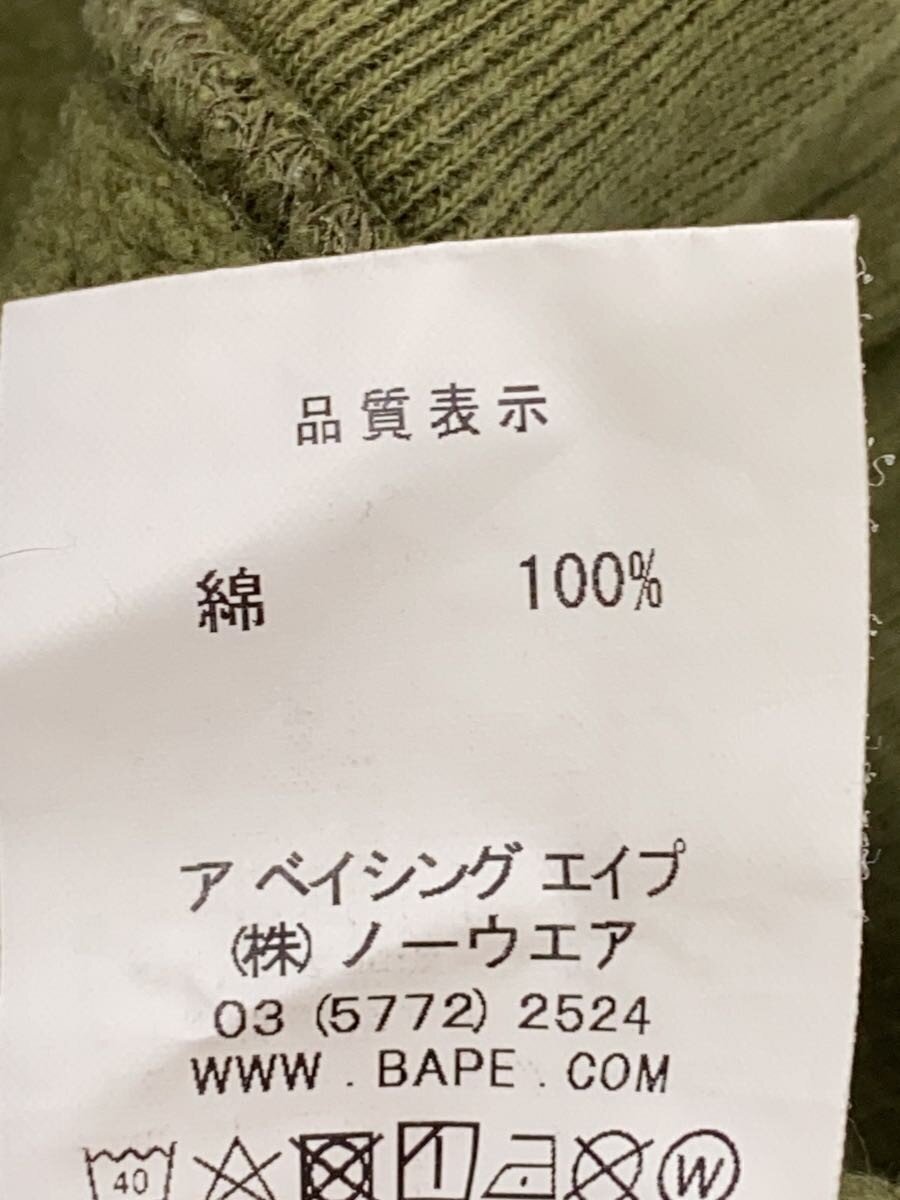 品質表示
綿 100%
ア ベイシング エイプ
(株) ノーウエア
03 (5772) 2524
WWW . BAPE . COM
40 W